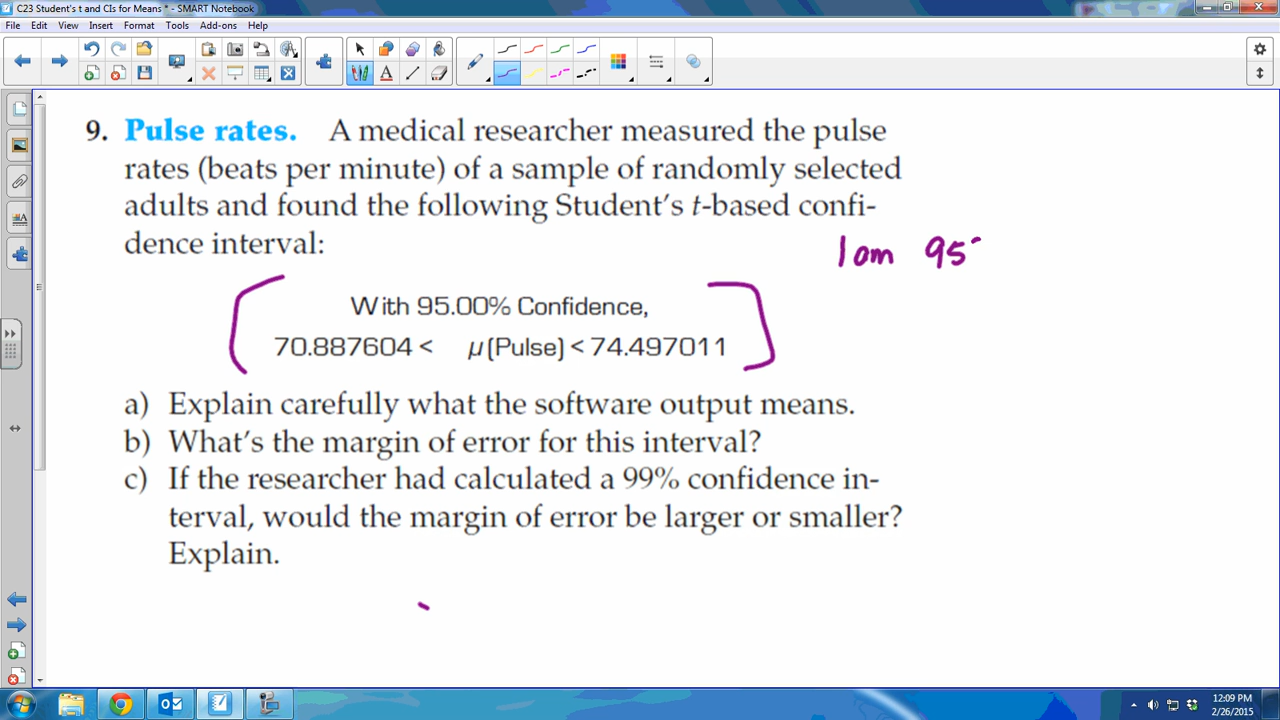 C23 Student's t and CIs for Means * - SMART Notebook
File Edit View Insert Format Tools Add-ons Help
9. Pulse rates. A medical researcher measured the pulse
rates (beats per minute) of a sample of randomly selected
adults and found the following Student's t-based confi-
dence interval:
I am 95
With 95.00% Confidence,
70.887604 < μ(Pulse) < 74.497011
a) Explain carefully what the software output means.
b) What's the margin of error for this interval?
c) If the researcher had calculated a 99% confidence in-
terval, would the margin of error be larger or smaller?
Explain.
12:09 PM
2/26/2015